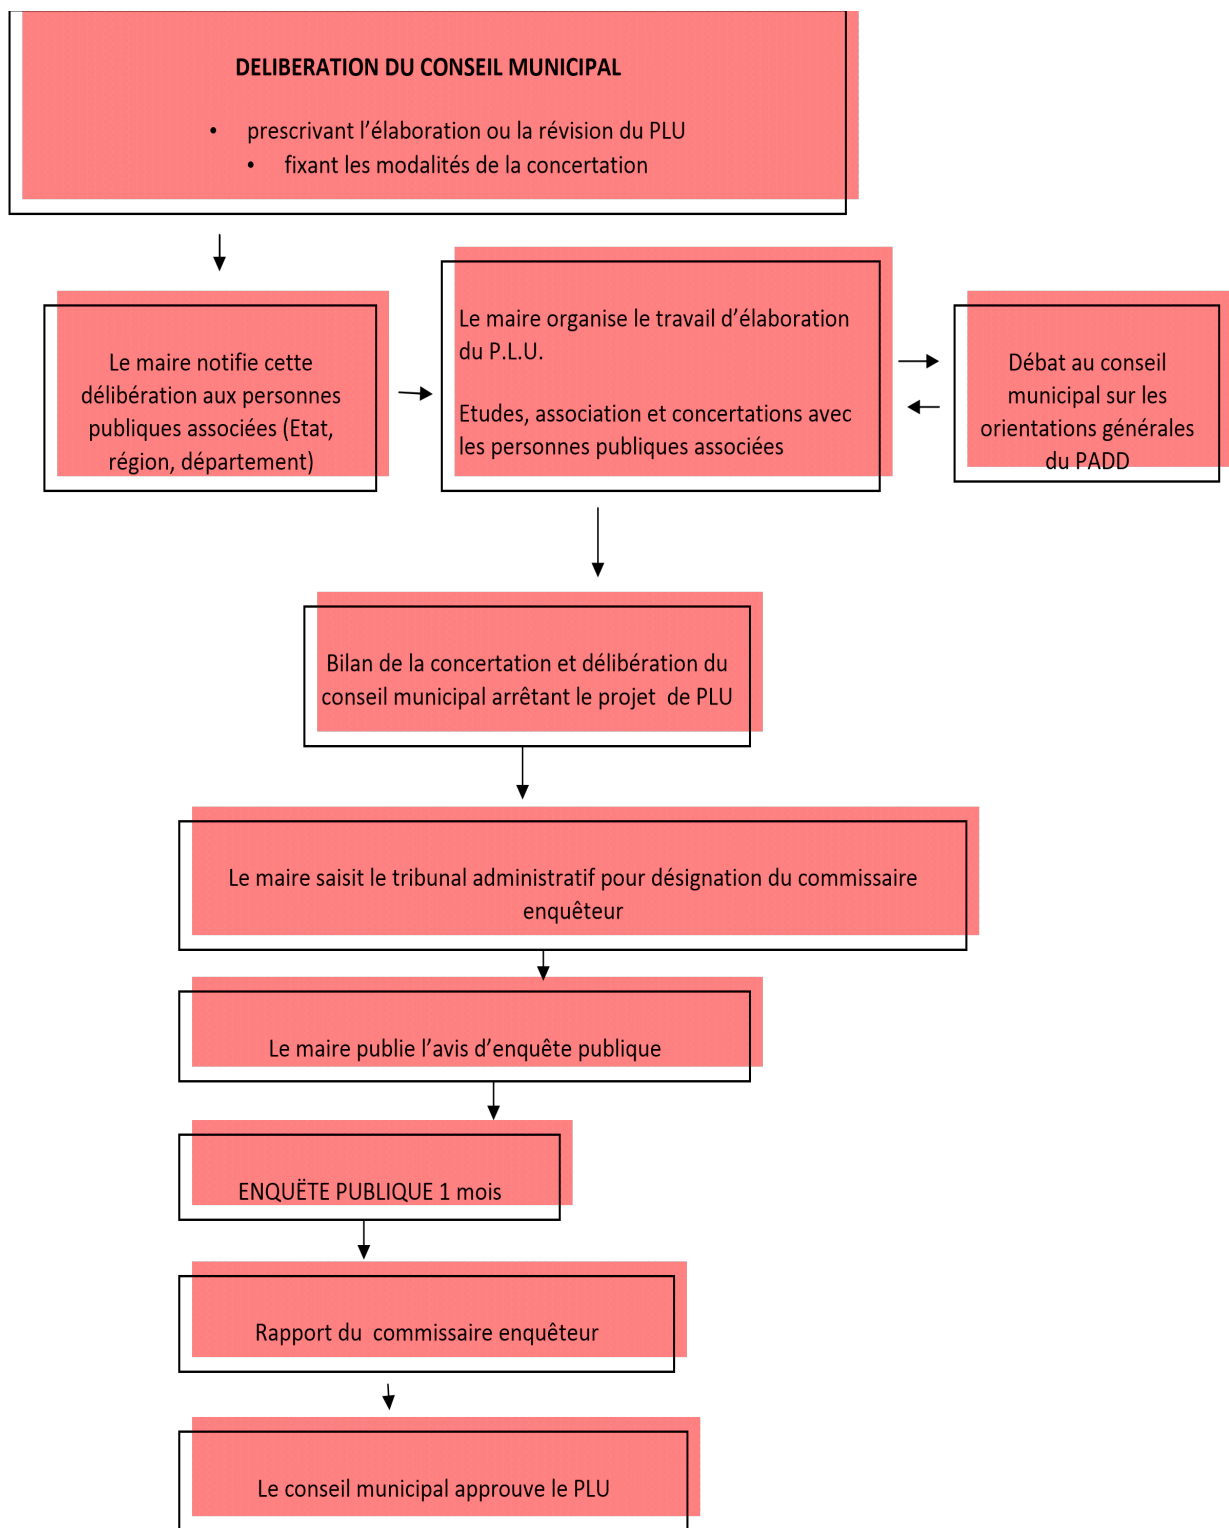 DELIBERATION DU CONSEIL MUNICIPAL
• prescrivant l’élaboration ou la révision du PLU
• fixant les modalités de la concertation
Le maire notifie cette
délibération aux personnes
publiques associées (Etat,
région, département)
Le maire organise le travail d’élaboration
du P.L.U.
Etudes, association et concertations avec
les personnes publiques associées
Débat au conseil
municipal sur les
orientations générales
du PADD
Bilan de la concertation et délibération du
conseil municipal arrêtant le projet de PLU
Le maire saisit le tribunal administratif pour désignation du commissaire
enquêteur
Le maire publie l’avis d’enquête publique
ENQUËTE PUBLIQUE 1 mois
Rapport du commissaire enquêteur
Le conseil municipal approuve le PLU